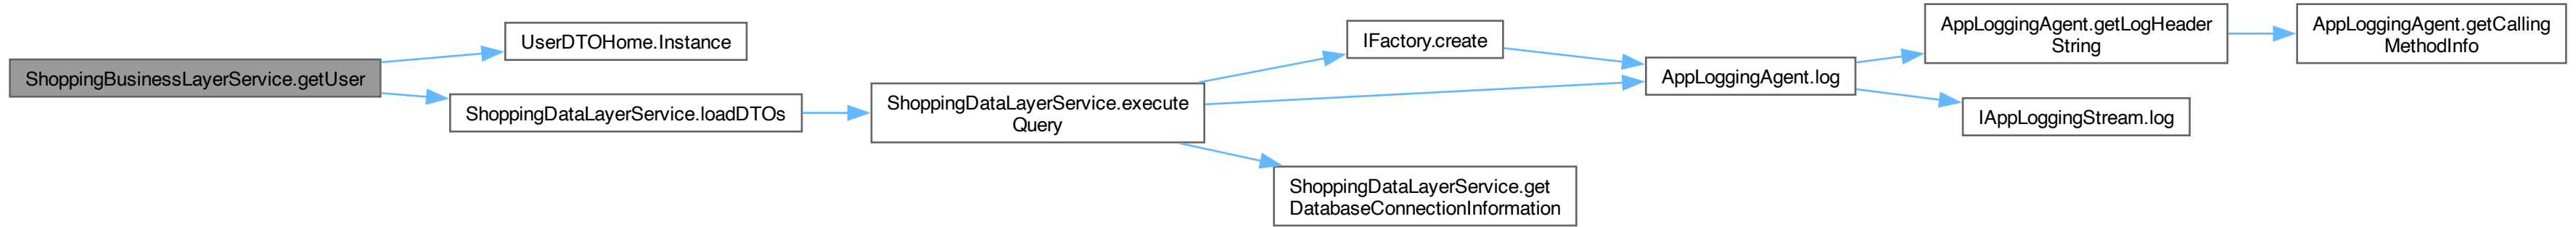 ShoppingBusinessLayerService.getUser
UserDTOHome.Instance
ShoppingDataLayerService.loadDTOs
ShoppingDataLayerService.execute
Query
IFactory.create
ShoppingDataLayerService.get
DatabaseConnectionInformation
AppLoggingAgent.log
AppLoggingAgent.getLogHeader
String
IAppLoggingStream.log
AppLoggingAgent.getCalling
MethodInfo